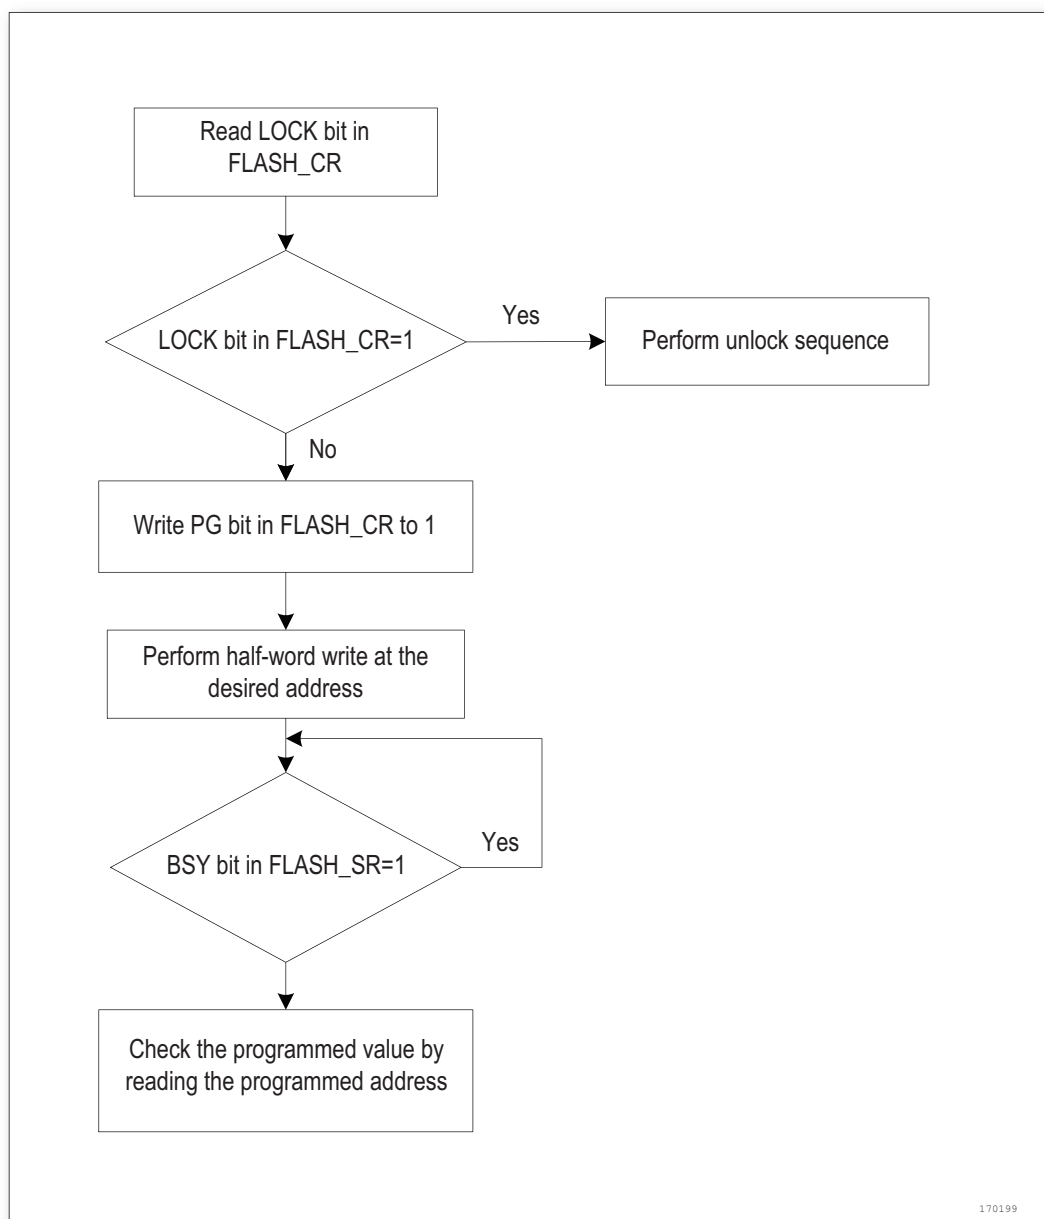 Read LOCK bit in
FLASH_CR
LOCK bit in FLASH_CR=1
Yes
Perform unlock sequence
No
Write PG bit in FLASH_CR to 1
Perform half-word write at the
desired address
Yes
BSY bit in FLASH_SR=1
Check the programmed value by
reading the programmed address
170199